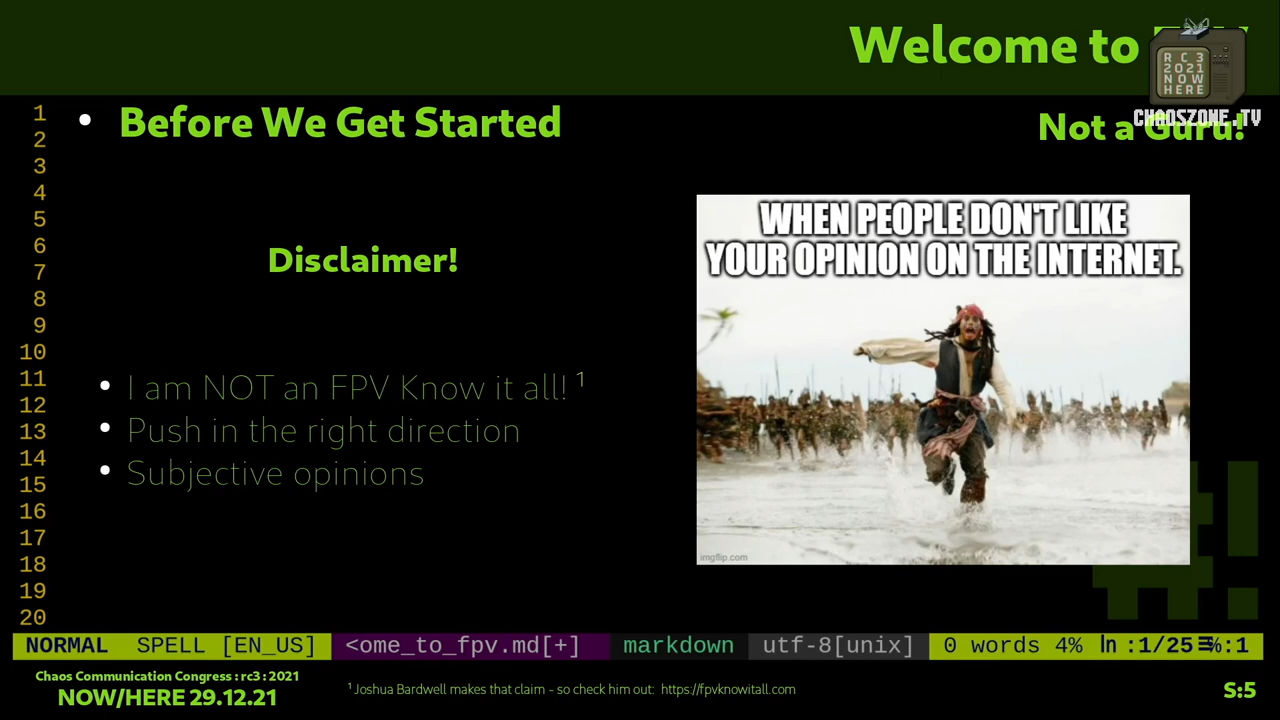 Welcome to
RC3
2021
NOW
HERE
CHAOSZONE.TV
Before We Get Started
Not a Guru!
Disclaimer!
I am NOT an FPV Know it all! ¹
Push in the right direction
Subjective opinions
WHEN PEOPLE DON'T LIKE
YOUR OPINION ON THE INTERNET.
imgflip.com
1
2
3
4
5
6
7
8
9
10
11
12
13
14
15
16
17
18
19
20
NORMAL SPELL [EN_US] <ome_to_fpv.md[+] markdown utf-8[unix] 0 words 4% ln :1/25 ≡%:1
Chaos Communication Congress : rc3 : 2021
NOW/HERE 29.12.21
¹ Joshua Bardwell makes that claim - so check him out: https://fpvknowitall.com
S:5